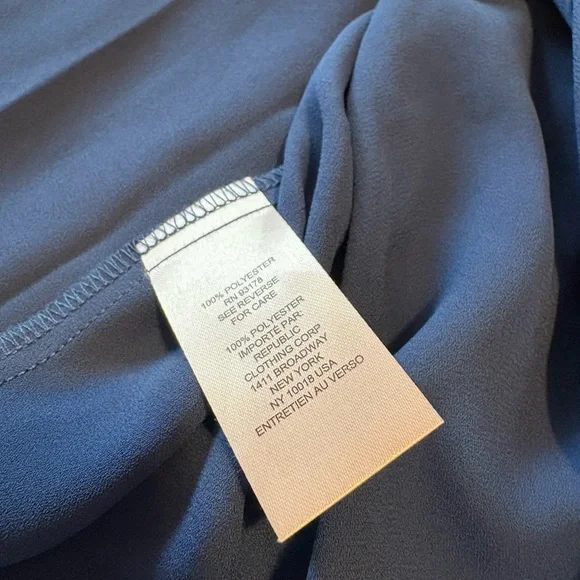 100% POLYESTER
RN 93178
SEE REVERSE
FOR CARE
100% POLYESTER
IMPORTÉ PAR:
REPUBLIC
CLOTHING CORP
1411 BROADWAY
NEW YORK
NY 10018 USA
ENTRETIEN AU VERSO